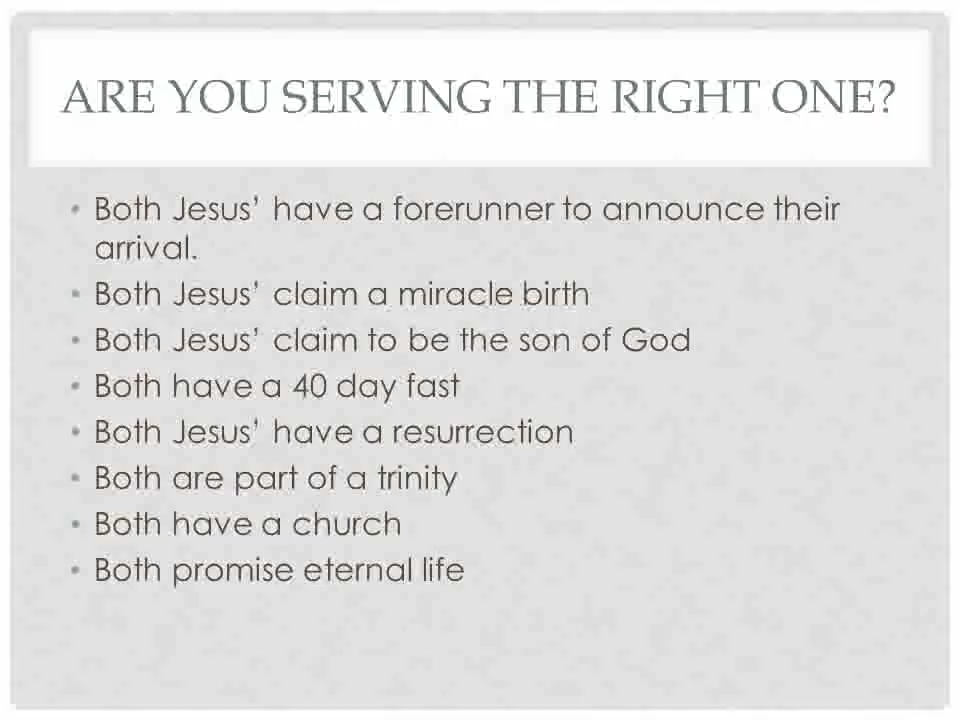 ARE YOU SERVING THE RIGHT ONE?
• Both Jesus’ have a forerunner to announce their
arrival.
• Both Jesus’ claim a miracle birth
• Both Jesus’ claim to be the son of God
• Both have a 40 day fast
• Both Jesus’ have a resurrection
• Both are part of a trinity
• Both have a church
• Both promise eternal life